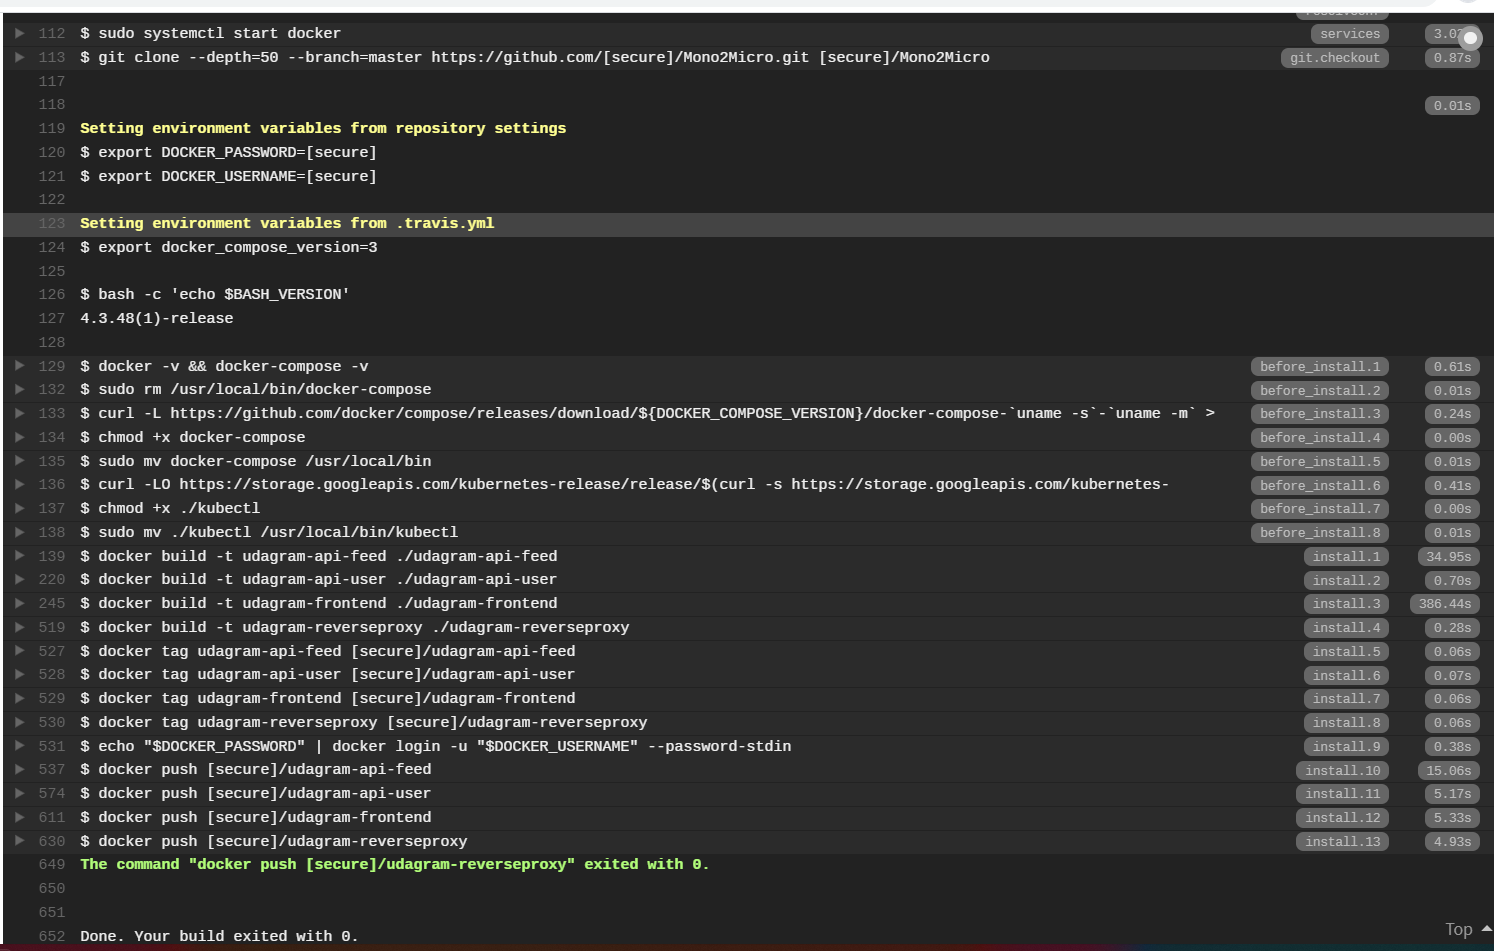 112 $ sudo systemctl start docker services
113 $ git clone --depth=50 --branch=master https://github.com/[secure]/Mono2Micro.git [secure]/Mono2Micro git.checkout 0.87s
117
118 0.01s
119 Setting environment variables from repository settings
120 $ export DOCKER_PASSWORD=[secure]
121 $ export DOCKER_USERNAME=[secure]
122
123 Setting environment variables from .travis.yml
124 $ export docker_compose_version=3
125
126 $ bash -c 'echo $BASH_VERSION'
127 4.3.48(1)-release
128
129 $ docker -v && docker-compose -v before_install.1 0.61s
132 $ sudo rm /usr/local/bin/docker-compose before_install.2 0.01s
133 $ curl -L https://github.com/docker/compose/releases/download/${DOCKER_COMPOSE_VERSION}/docker-compose-`uname -s`-`uname -m` > before_install.3 0.24s
134 $ chmod +x docker-compose before_install.4 0.00s
135 $ sudo mv docker-compose /usr/local/bin before_install.5 0.01s
136 $ curl -LO https://storage.googleapis.com/kubernetes-release/release/$(curl -s https://storage.googleapis.com/kubernetes- before_install.6 0.41s
137 $ chmod +x ./kubectl before_install.7 0.00s
138 $ sudo mv ./kubectl /usr/local/bin/kubectl before_install.8 0.01s
139 $ docker build -t udagram-api-feed ./udagram-api-feed install.1 34.95s
220 $ docker build -t udagram-api-user ./udagram-api-user install.2 0.70s
245 $ docker build -t udagram-frontend ./udagram-frontend install.3 386.44s
519 $ docker build -t udagram-reverseproxy ./udagram-reverseproxy install.4 0.28s
527 $ docker tag udagram-api-feed [secure]/udagram-api-feed install.5 0.06s
528 $ docker tag udagram-api-user [secure]/udagram-api-user install.6 0.07s
529 $ docker tag udagram-frontend [secure]/udagram-frontend install.7 0.06s
530 $ docker tag udagram-reverseproxy [secure]/udagram-reverseproxy install.8 0.06s
531 $ echo "$DOCKER_PASSWORD" | docker login -u "$DOCKER_USERNAME" --password-stdin install.9 0.38s
537 $ docker push [secure]/udagram-api-feed install.10 15.06s
574 $ docker push [secure]/udagram-api-user install.11 5.17s
611 $ docker push [secure]/udagram-frontend install.12 5.33s
630 $ docker push [secure]/udagram-reverseproxy install.13 4.93s
649 The command "docker push [secure]/udagram-reverseproxy" exited with 0.
650
651
652 Done. Your build exited with 0.
Top